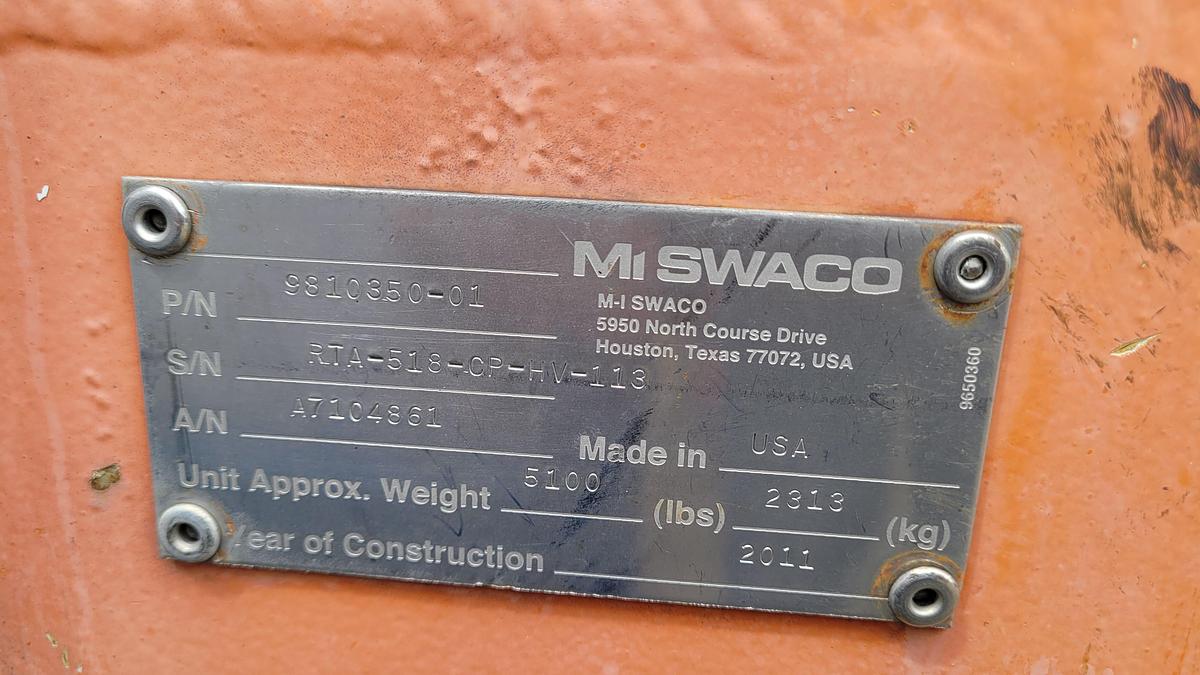 MI SWACO
M-I SWACO
5950 North Course Drive
Houston, Texas 77072, USA
P/N 9810350-01
S/N RTA-518-CP-HV-113
A/N A7104861
Made in USA
Unit Approx. Weight 5100 (lbs) 2313 (kg)
Year of Construction 2011
9650360